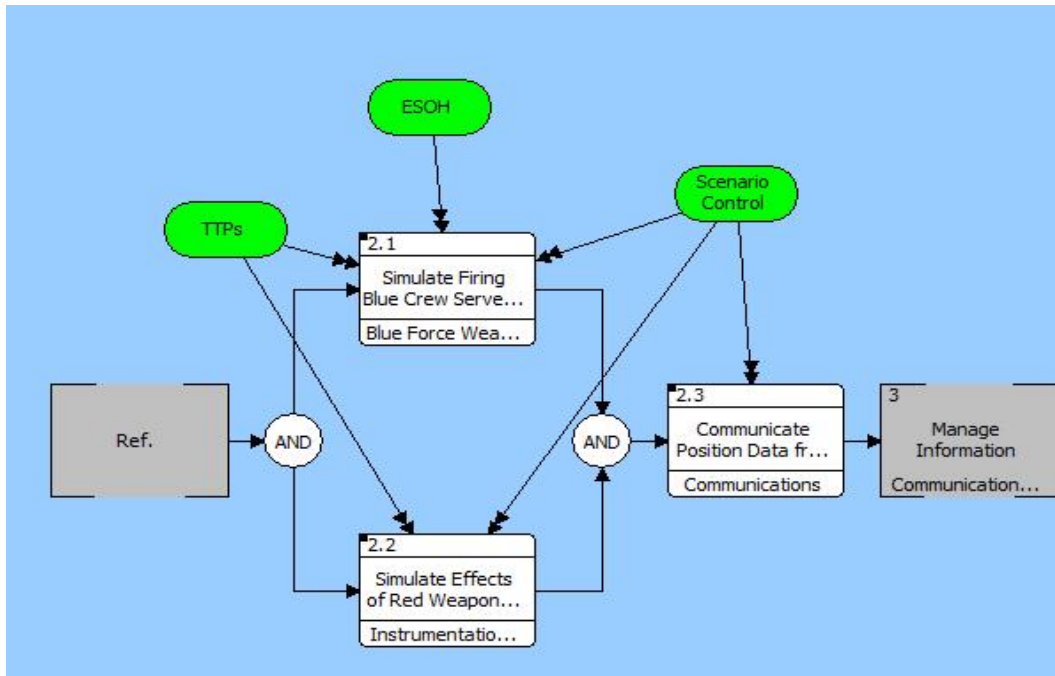 ESOH
Scenario
Control
TTPs
2.1
Simulate Firing
Blue Crew Serve...
Blue Force Wea...
Ref.
AND
AND
2.3
Communicate
Position Data fr...
Communications
3
Manage
Information
Communication...
2.2
Simulate Effects
of Red Weapon...
Instrumentatio...